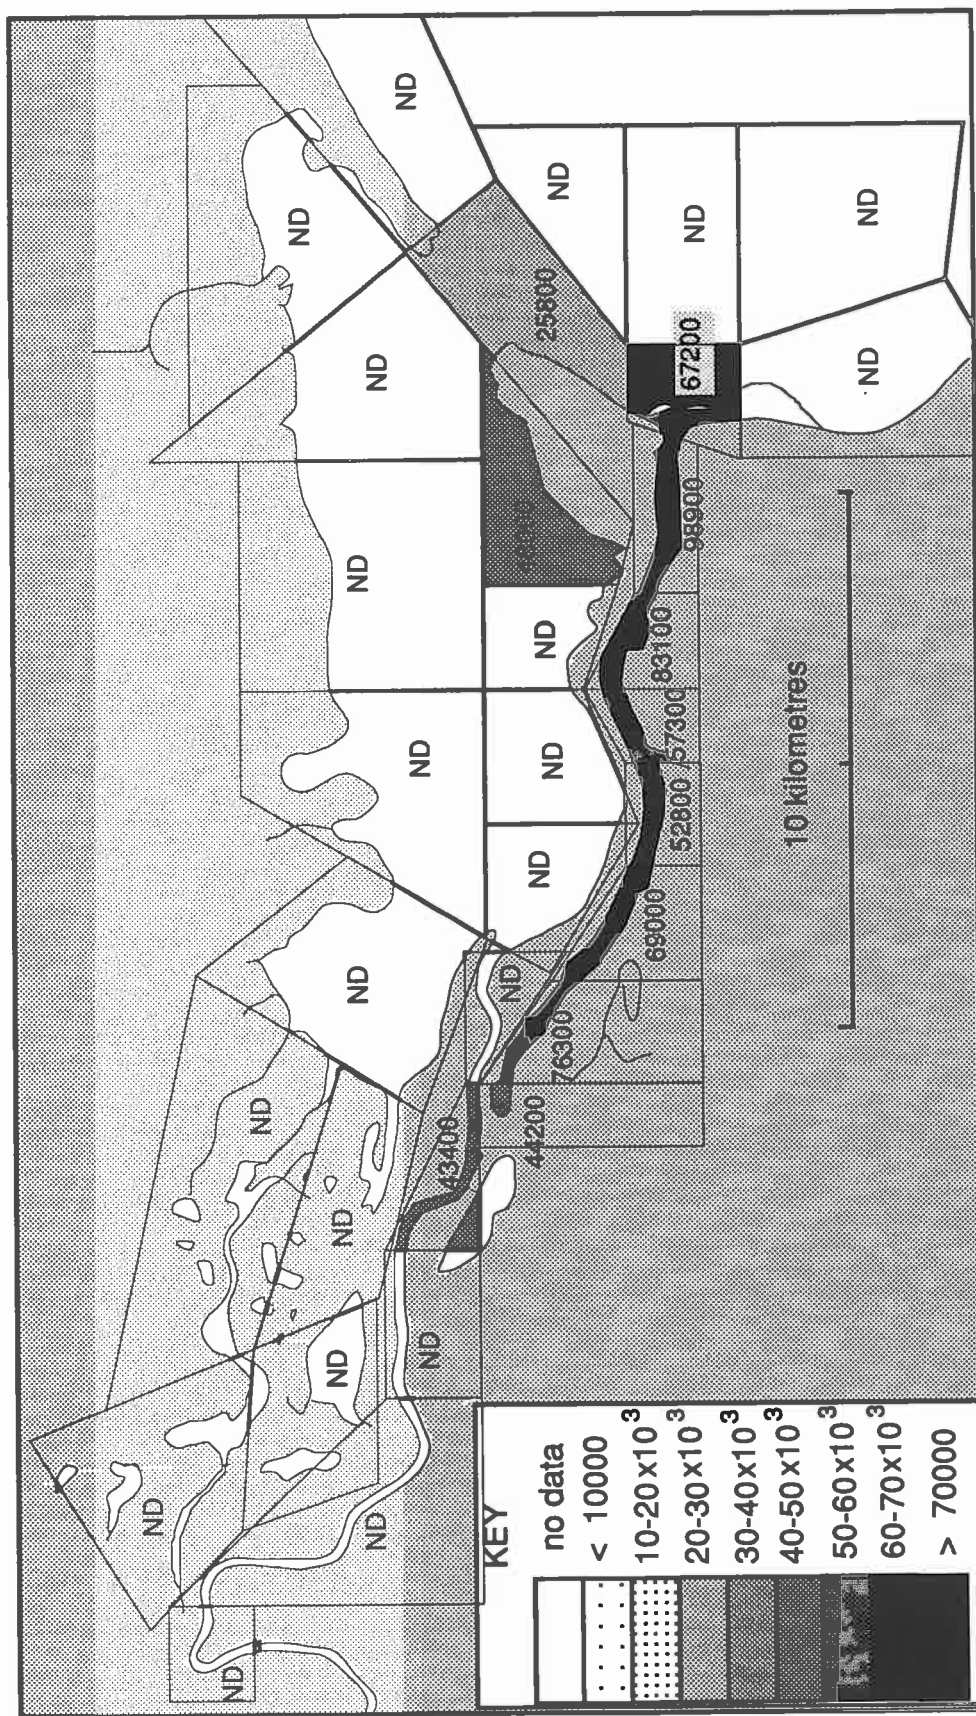 ND
ND
ND
ND
ND
ND
ND
ND
ND
ND
ND
ND
ND
43400
ND
44200
ND
ND
25800
ND
ND
76300
69000
83100
57300
52800
67200
98900
ND
10 kilometres
ND
ND
KEY
no data
< 10000
10-20x10³
20-30x10³
30-40x10³
40-50x10³
50-60x10³
60-70x10³
> 70000